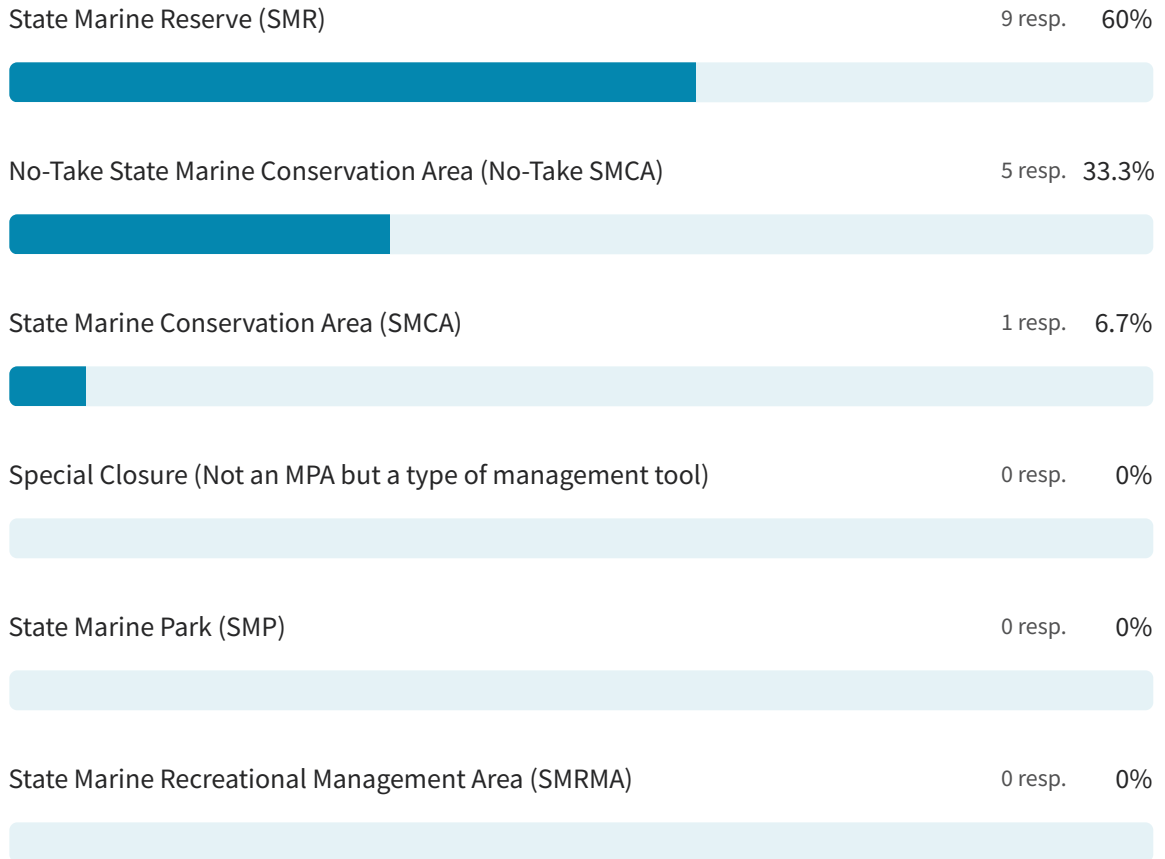 State Marine Reserve (SMR) 9 resp. 60%
No-Take State Marine Conservation Area (No-Take SMCA) 5 resp. 33.3%
State Marine Conservation Area (SMCA) 1 resp. 6.7%
Special Closure (Not an MPA but a type of management tool) 0 resp. 0%
State Marine Park (SMP) 0 resp. 0%
State Marine Recreational Management Area (SMRMA) 0 resp. 0%